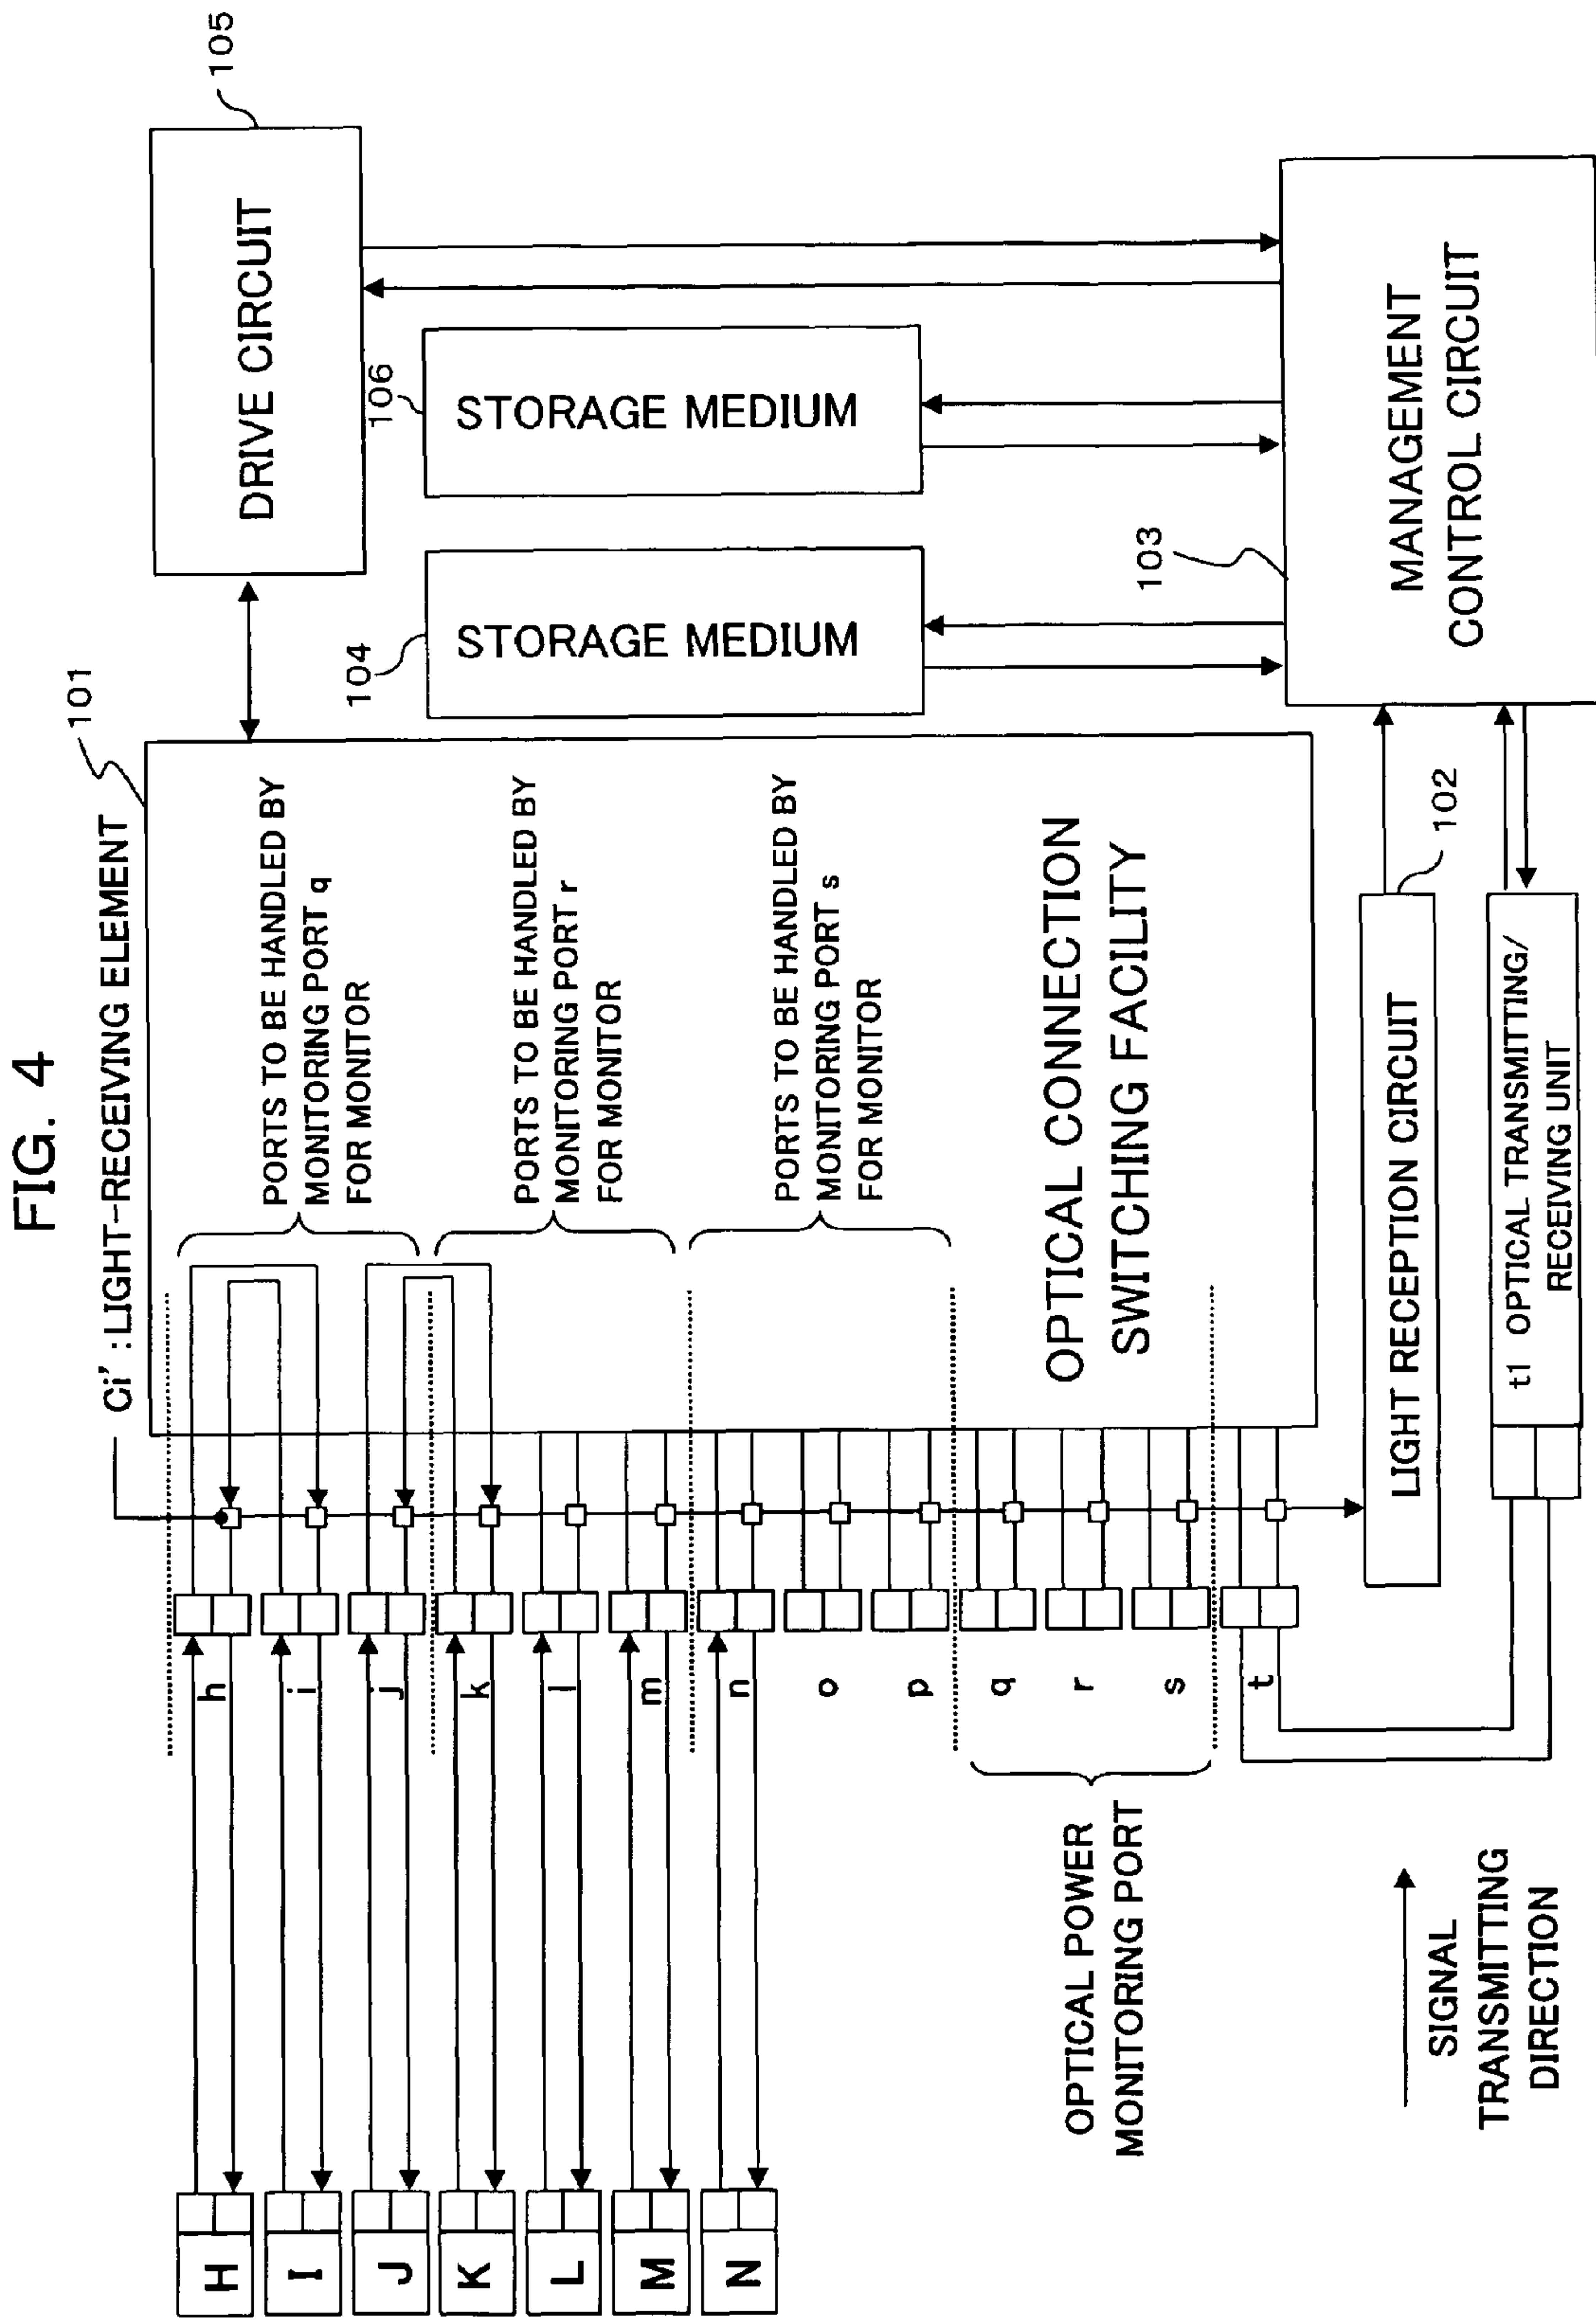 FIG. 4
Ci' :LIGHT-RECEIVING ELEMENT
101
105
DRIVE CIRCUIT
PORTS TO BE HANDLED BY
MONITORING PORT q
FOR MONITOR
PORTS TO BE HANDLED BY
MONITORING PORT r
FOR MONITOR
PORTS TO BE HANDLED BY
MONITORING PORT s
FOR MONITOR
OPTICAL CONNECTION
SWITCHING FACILITY
104
STORAGE MEDIUM
106
STORAGE MEDIUM
103
MANAGEMENT
CONTROL CIRCUIT
102
LIGHT RECEPTION CIRCUIT
t1 OPTICAL TRANSMITTING/
RECEIVING UNIT
H
I
J
K
L
M
N
h
i
j
k
l
m
n
o
p
q
r
s
t
OPTICAL POWER
MONITORING PORT
SIGNAL
TRANSMITTING
DIRECTION